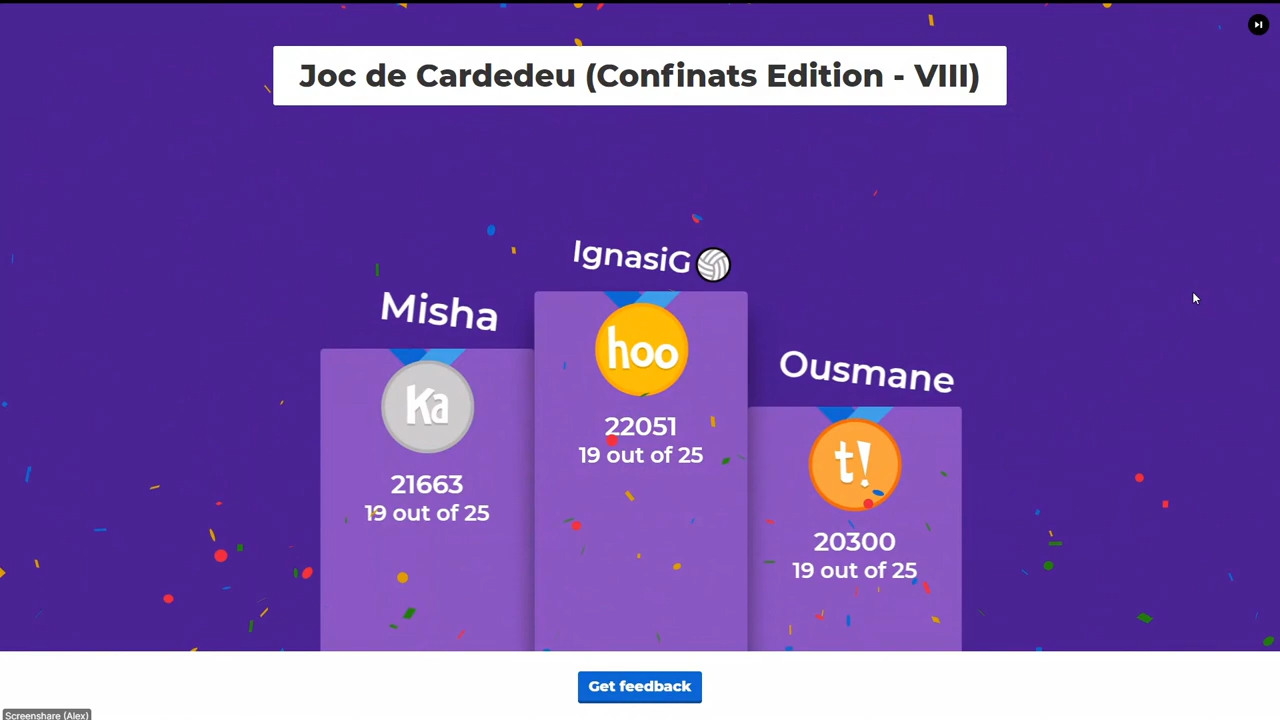 Joc de Cardedeu (Confinats Edition - VIII)
IgnasiG
Misha
Ousmane
hoo
22051
19 out of 25
Ka
21663
19 out of 25
t!
20300
19 out of 25
Get feedback
Screenshare (Alex)